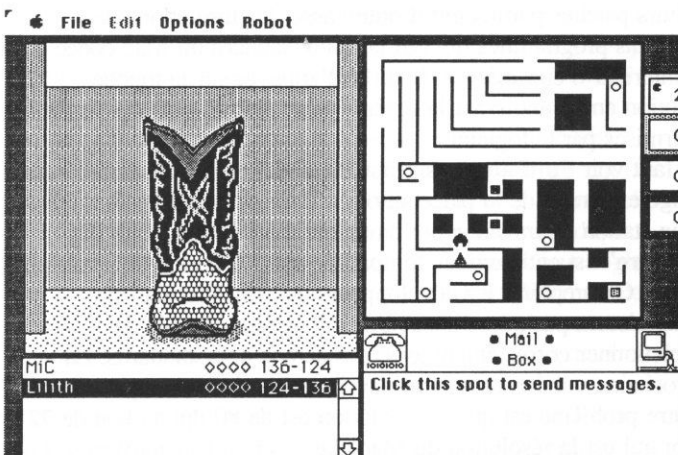 File Edit Options Robot
MiC ◇◇◇◇ 136-124
Lilith ◇◇◇◇ 124-136
Mail
Box
Click this spot to send messages.